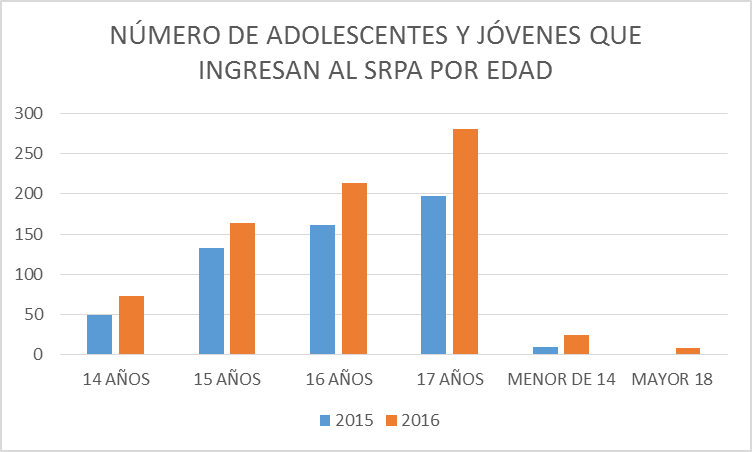 NÚMERO DE ADOLESCENTES Y JÓVENES QUE
INGRESAN AL SRPA POR EDAD
300
250
200
150
100
50
0
14 AÑOS
15 AÑOS
16 AÑOS
17 AÑOS
MENOR DE 14
MAYOR 18
2015
2016